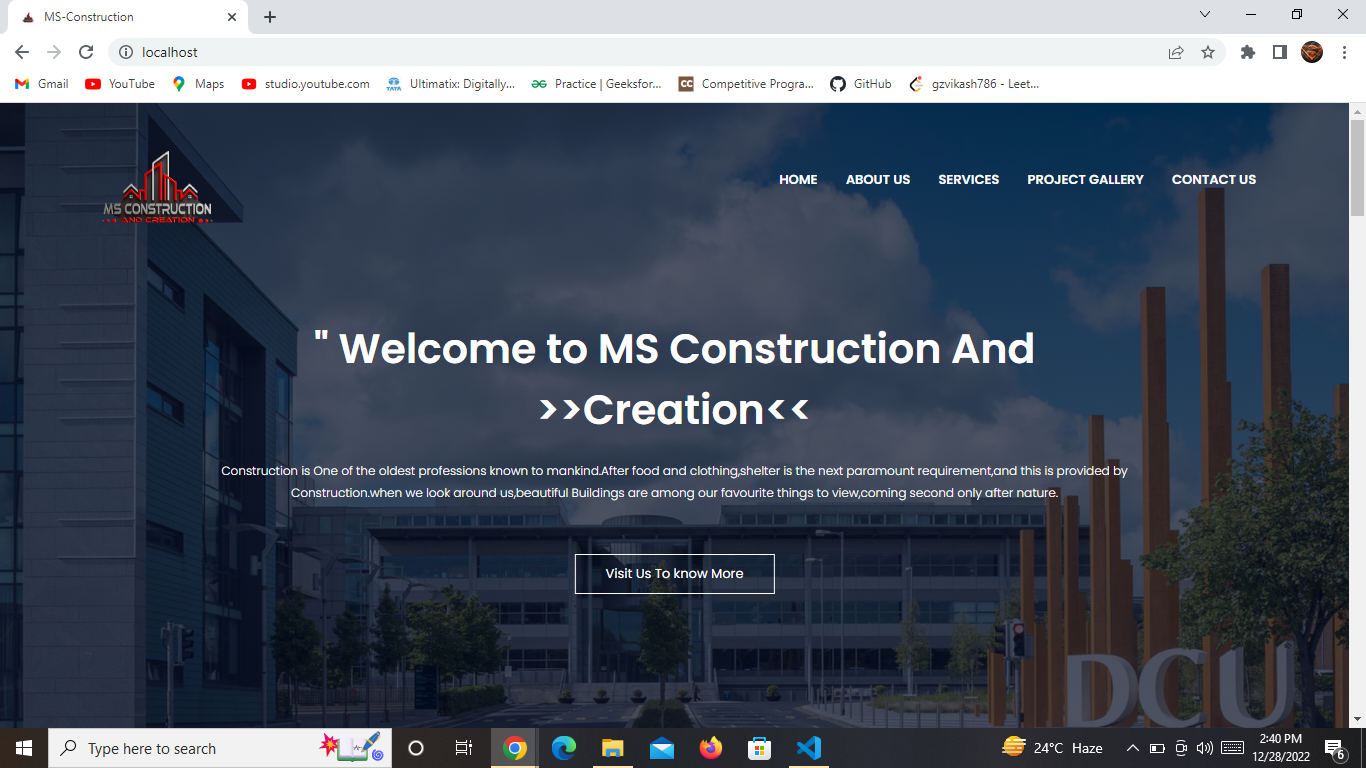 MS-Construction
localhost
Gmail
YouTube
Maps
studio.youtube.com
Ultimatix: Digitally...
Practice | Geeksfor...
CC
Competitive Progra...
GitHub
gzvikash786 - Leet...
MS CONSTRUCTION
AND CREATION
HOME
ABOUT US
SERVICES
PROJECT GALLERY
CONTACT US
" Welcome to MS Construction And
>>Creation<<
Construction is One of the oldest professions known to mankind.After food and clothing,shelter is the next paramount requirement,and this is provided by
Construction.when we look around us,beautiful Buildings are among our favourite things to view,coming second only after nature.
Visit Us To know More
DCU
Type here to search
24°C Haze
2:40 PM
12/28/2022
6